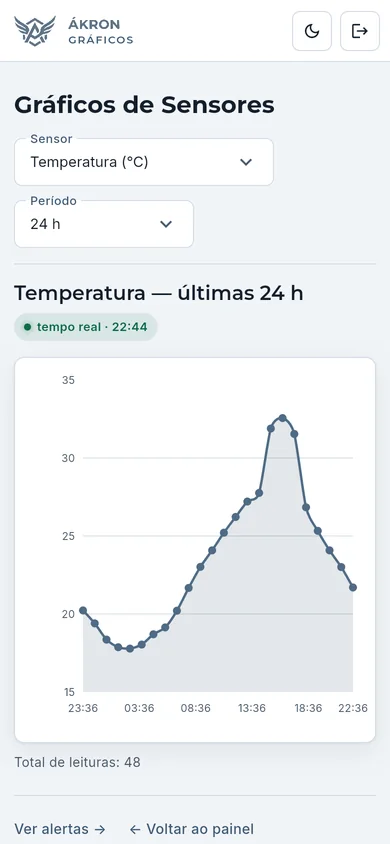 ÁKRON
GRÁFICOS
Gráficos de Sensores
Sensor
Temperatura (°C)
Período
24 h
Temperatura — últimas 24 h
tempo real · 22:44
35
30
25
20
15
23:36 03:36 08:36 13:36 18:36 22:36
Total de leituras: 48
Ver alertas → ← Voltar ao painel